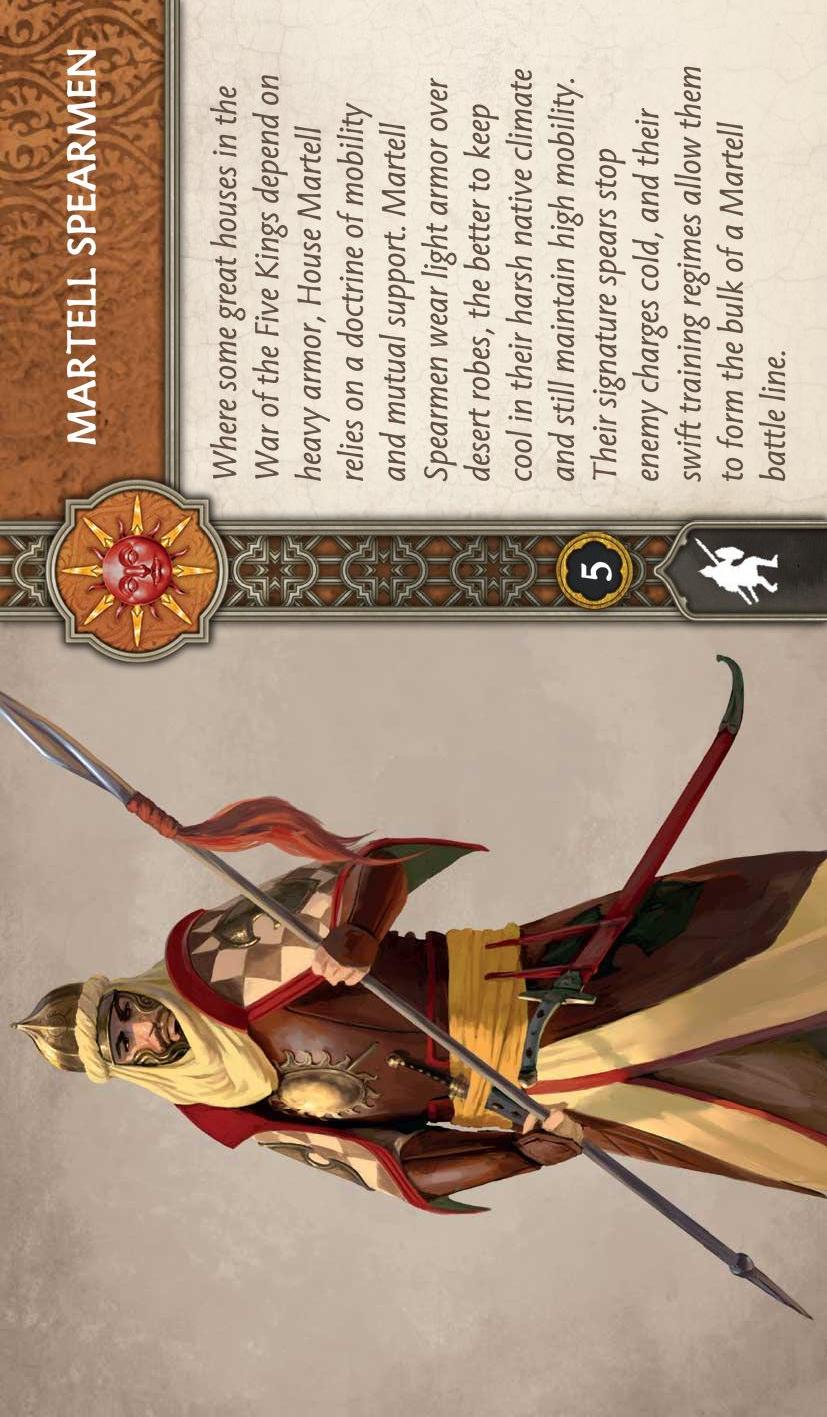 MARTELL SPEARMEN
Where some great houses in the
War of the Five Kings depend on
heavy armor, House Martell
relies on a doctrine of mobility
and mutual support. Martell
Spearmen wear light armor over
desert robes, the better to keep
cool in their harsh native climate
and still maintain high mobility.
Their signature spears stop
enemy charges cold, and their
swift training regimes allow them
to form the bulk of a Martell
battle line.
5